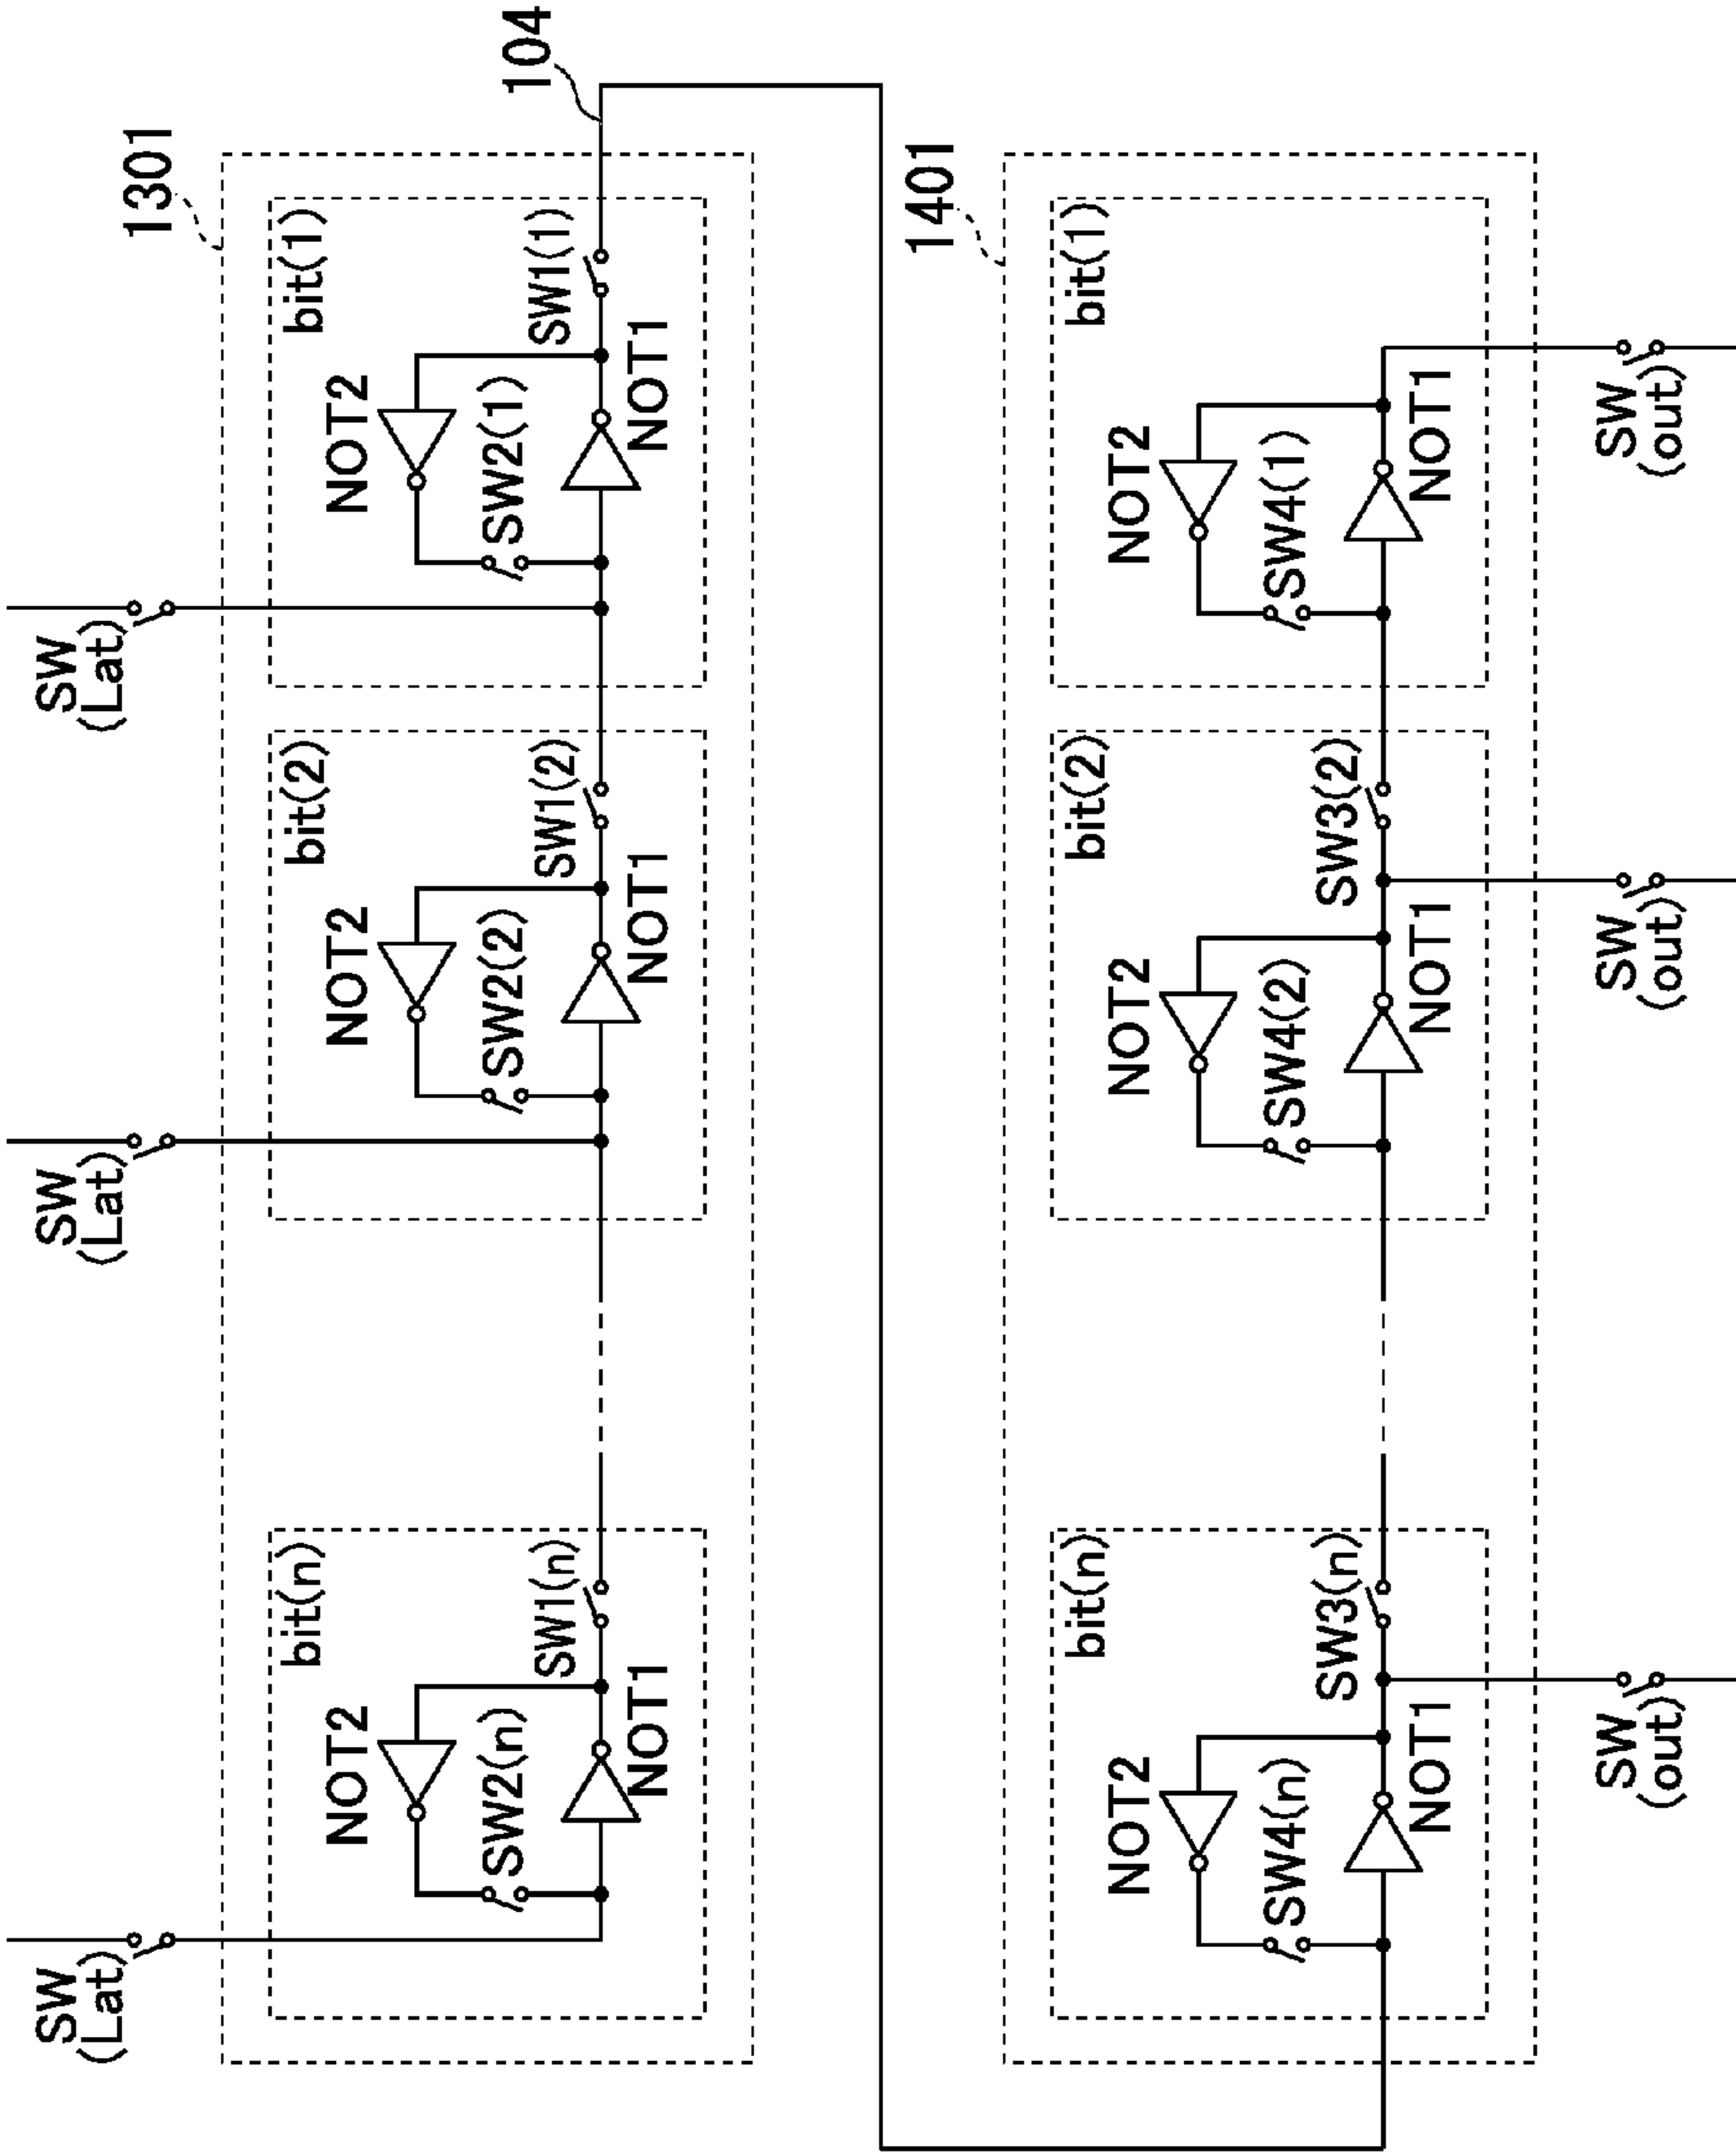 SW
(Lat)
SW
(Lat)
SW
(Lat)
1301
bit(n)
bit(2)
bit(1)
NOT2
NOT2
NOT2
SW2(n)
SW2(2)
SW2(1)
104
SW1(n)
SW1(2)
SW1(1)
NOT1
NOT1
NOT1
1401
bit(n)
bit(2)
bit(1)
NOT2
NOT2
NOT2
SW4(n)
SW4(2)
SW4(1)
SW3(n)
SW3(2)
NOT1
NOT1
NOT1
SW
(out)
SW
(out)
SW
(out)